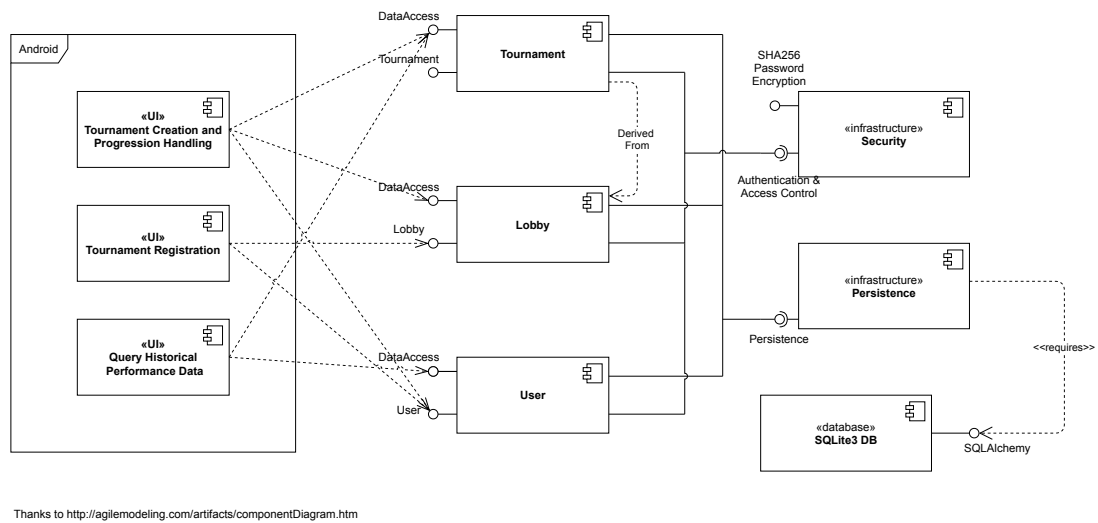 Android
«UI»
Tournament Creation and
Progression Handling
«UI»
Tournament Registration
«UI»
Query Historical
Performance Data
DataAccess
Tournament
Tournament
Derived
From
DataAccess
Lobby
Lobby
DataAccess
User
User
SHA256
Password
Encryption
«infrastructure»
Security
Authentication &
Access Control
«infrastructure»
Persistence
Persistence
<<requires>>
«database»
SQLite3 DB
SQLAlchemy
Thanks to http://agilemodeling.com/artifacts/componentDiagram.htm